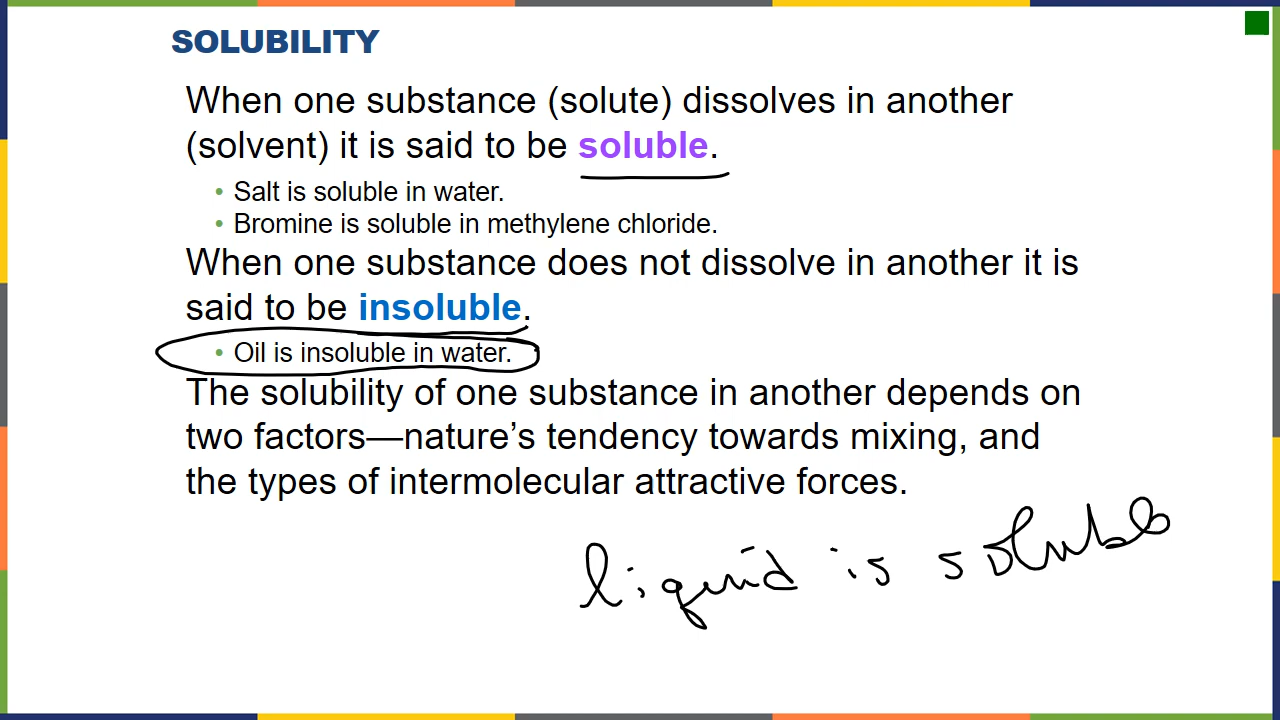 SOLUBILITY
When one substance (solute) dissolves in another
(solvent) it is said to be soluble.
• Salt is soluble in water.
• Bromine is soluble in methylene chloride.
When one substance does not dissolve in another it is
said to be insoluble.
• Oil is insoluble in water.
The solubility of one substance in another depends on
two factors—nature’s tendency towards mixing, and
the types of intermolecular attractive forces.
liquid is soluble